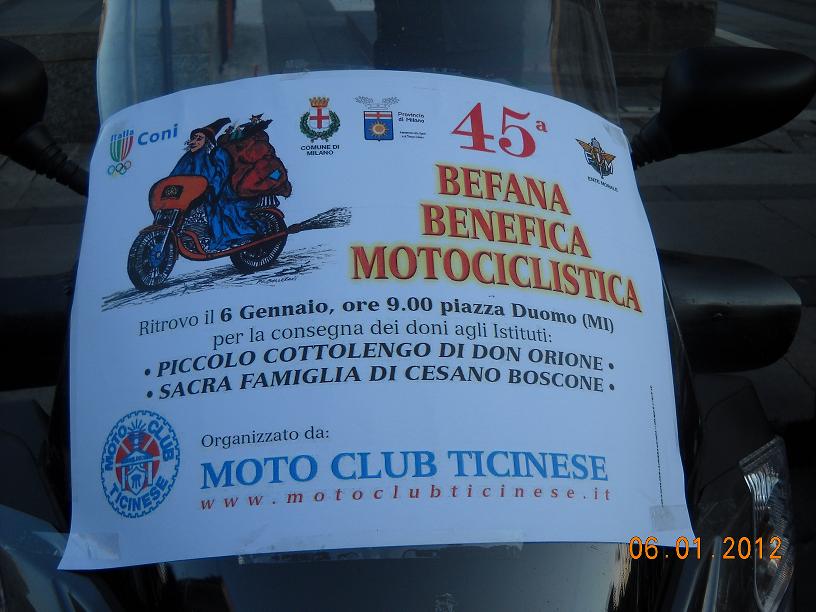 Italia Coni
COMUNE DI
MILANO
Provincia
di Milano
45ª
ENTE MORALE
BEFANA
BENEFICA
MOTOCICLISTICA
Ritrovo il 6 Gennaio, ore 9.00 piazza Duomo (MI)
per la consegna dei doni agli Istituti:
• PICCOLO COTTOLENGO DI DON ORIONE •
• SACRA FAMIGLIA DI CESANO BOSCONE •
MOTO CLUB
TICINESE
Organizzato da:
MOTO CLUB TICINESE
www.motoclubticinese.it
06.01.2012